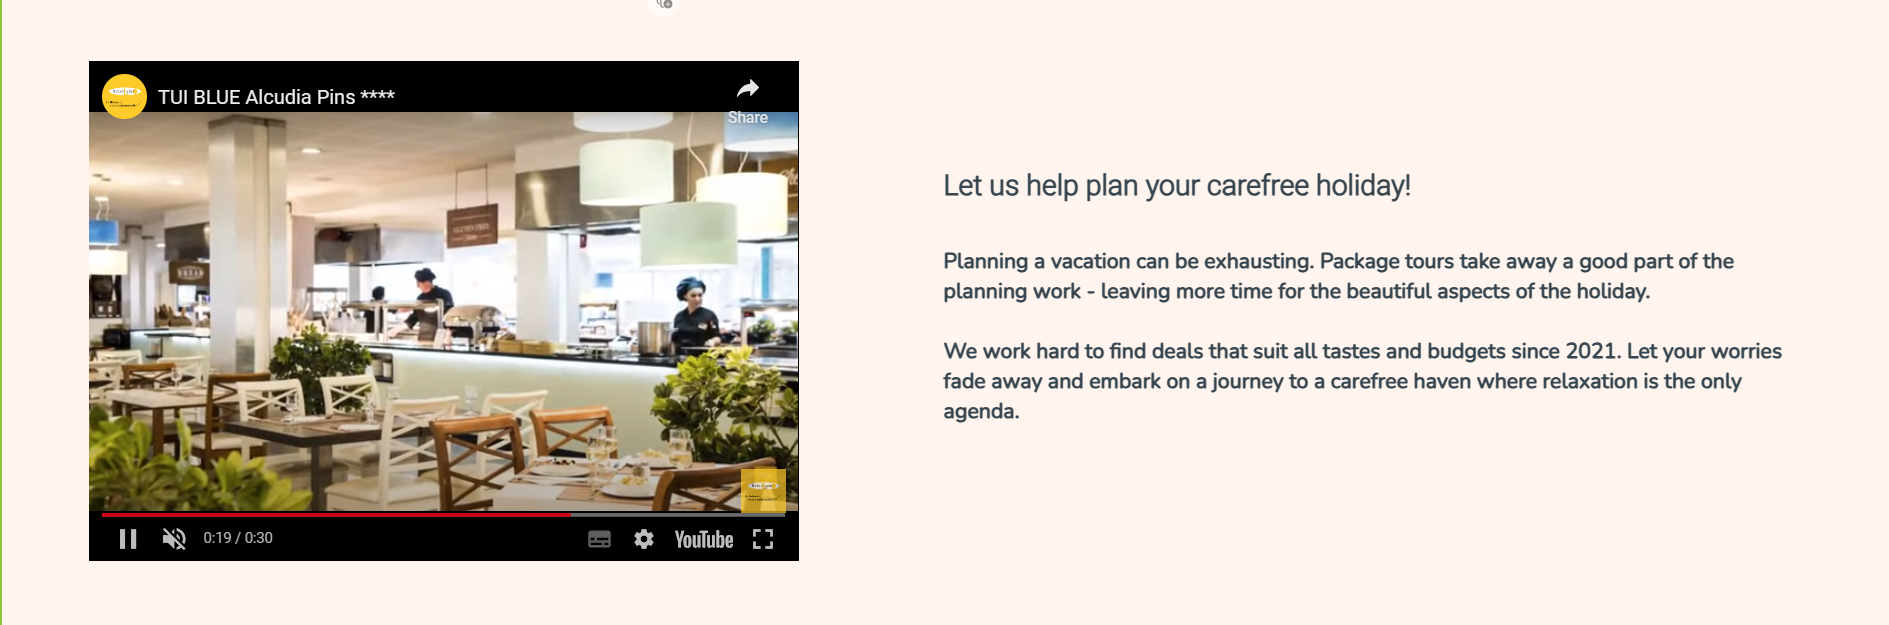 TUI BLUE Alcudia Pins ****
Share
GLUTEN FREE
BREAD
0:19 / 0:30
YouTube
Let us help plan your carefree holiday!
Planning a vacation can be exhausting. Package tours take away a good part of the
planning work - leaving more time for the beautiful aspects of the holiday.
We work hard to find deals that suit all tastes and budgets since 2021. Let your worries
fade away and embark on a journey to a carefree haven where relaxation is the only
agenda.